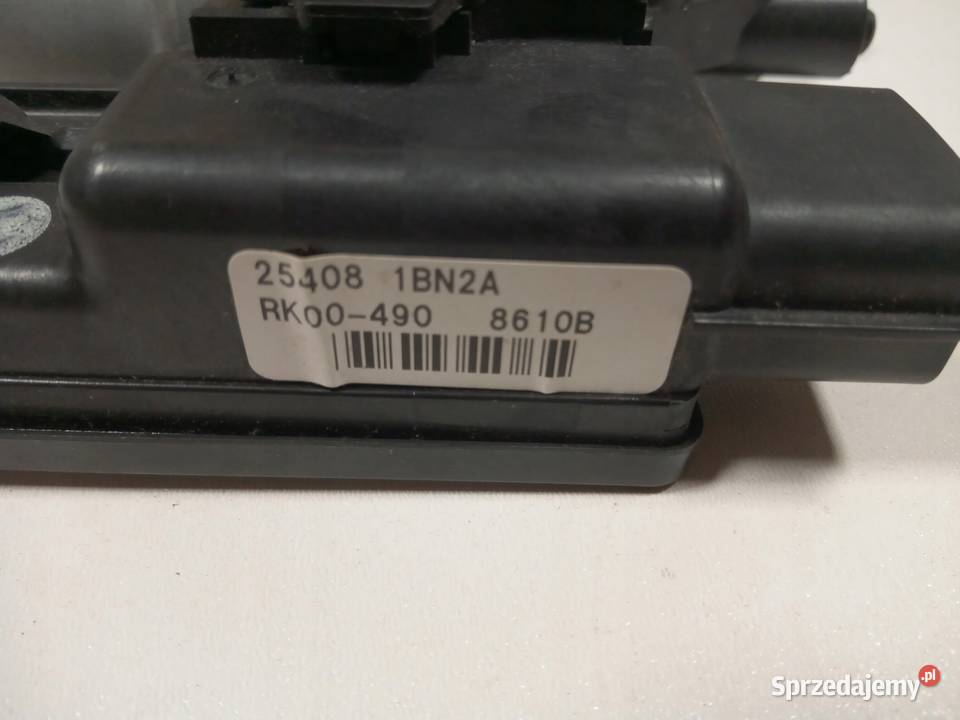 25408 1BN2A
RK00-490 8610B
Sprzedajemy.pl